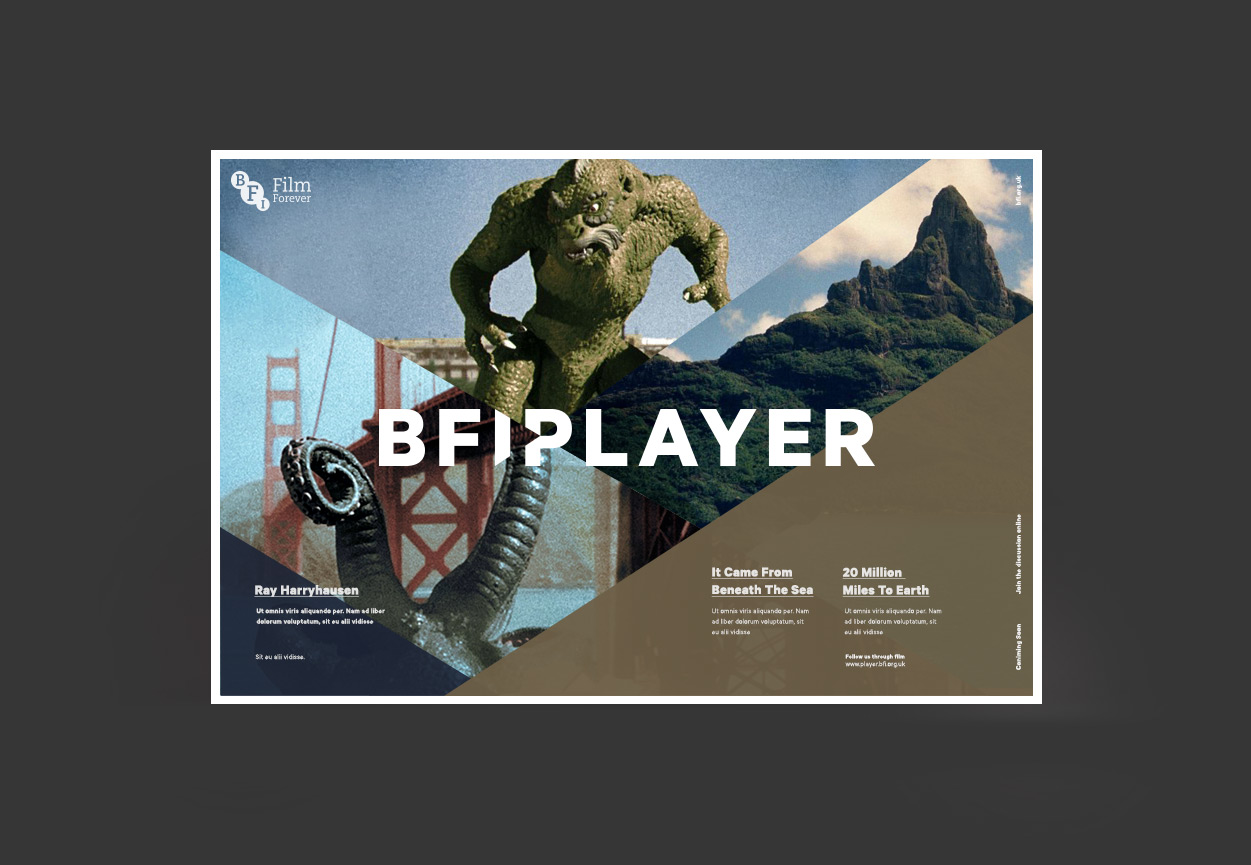 BFI
Film
Forever
bfi.org.uk
BFIPLAYER
Ray Harryhausen
Ut omnis viris aliquando per. Nam ad liber
dolorum voluptatum, sit eu alii vidisse
Sit eu alii vidisse.
It Came From
Beneath The Sea
Ut omnis viris aliquando per. Nam
ad liber dolorum voluptatum, sit
eu alii vidisse
20 Million
Miles To Earth
Ut omnis viris aliquando per. Nam
ad liber dolorum voluptatum, sit
eu alii vidisse
Follow us through film
www.player.bfi.org.uk
Join the discussion online
Comiming Soon